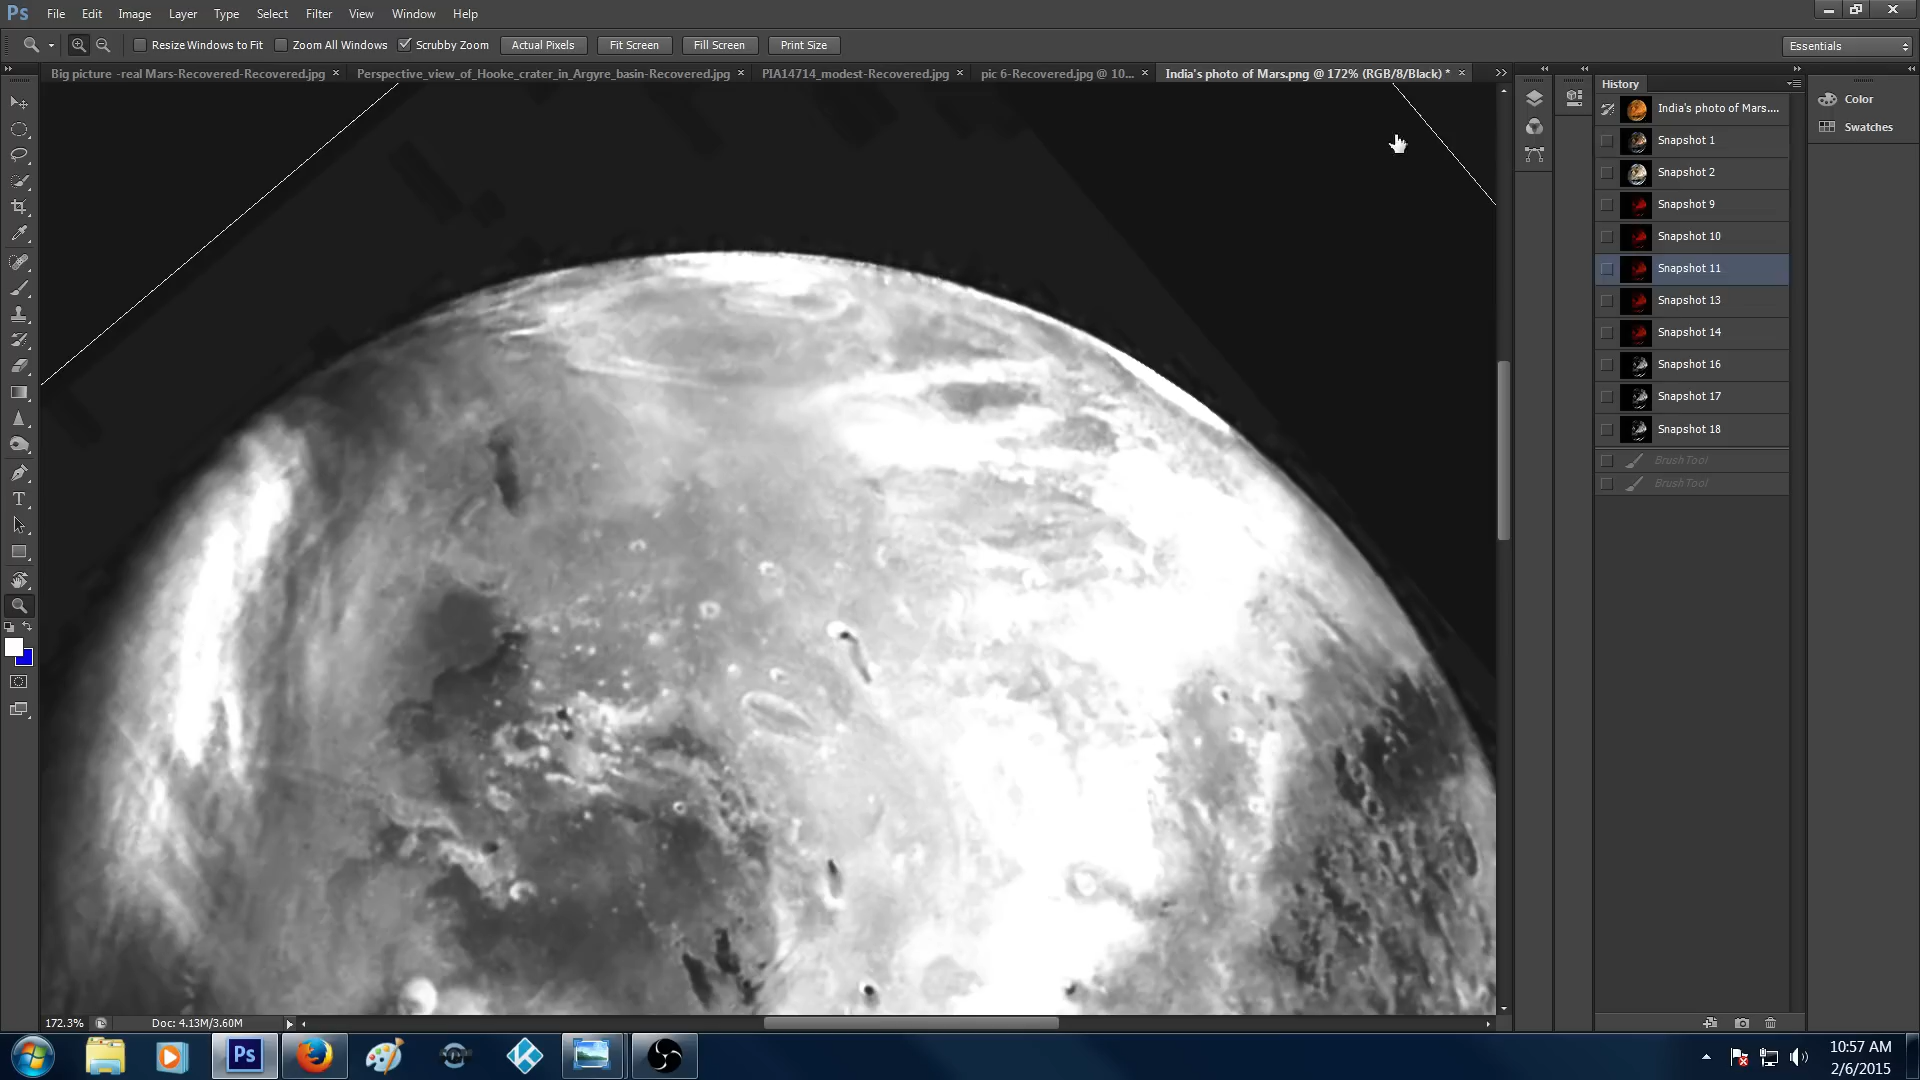 Ps File Edit Image Layer Type Select Filter View Window Help
Resize Windows to Fit Zoom All Windows Scrubby Zoom Actual Pixels Fit Screen Fill Screen Print Size Essentials
Big picture -real Mars-Recovered-Recovered.jpg Perspective_view_of_Hooke_crater_in_Argyre_basin-Recovered.jpg PIA14714_modest-Recovered.jpg pic 6-Recovered.jpg @ 10... India's photo of Mars.png @ 172% (RGB/8/Black) *
History
Color
India's photo of Mars....
Swatches
Snapshot 1
Snapshot 2
Snapshot 9
Snapshot 10
Snapshot 11
Snapshot 13
Snapshot 14
Snapshot 16
Snapshot 17
Snapshot 18
Brush Tool
Brush Tool
T
172.3% Doc: 4.13M/3.60M
Ps
10:57 AM
2/6/2015